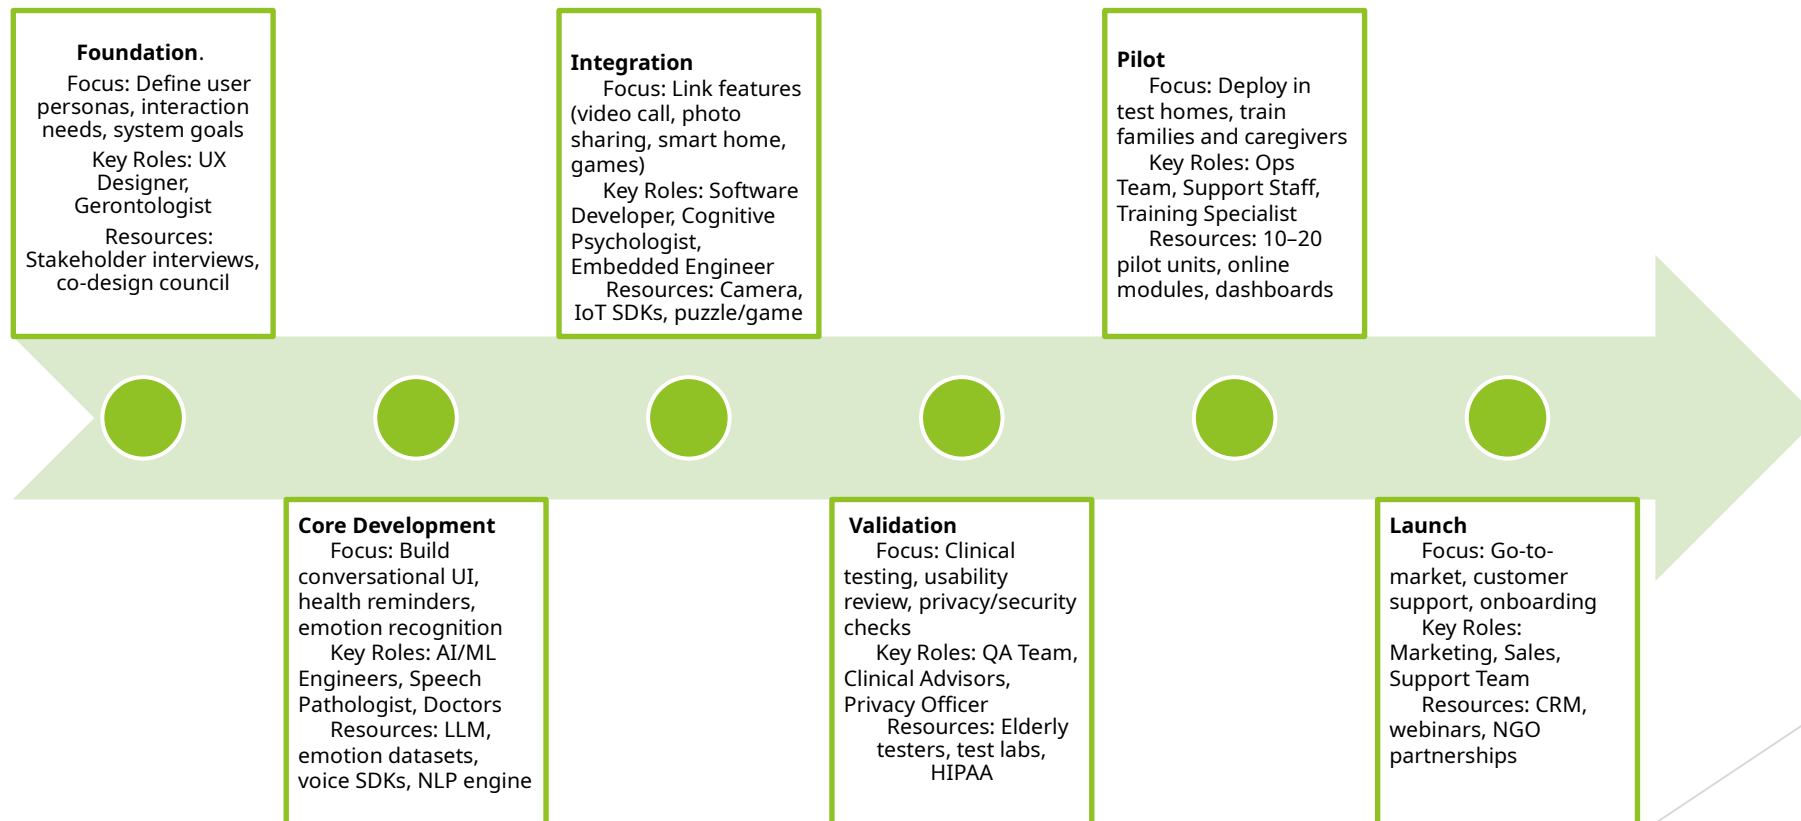 Foundation.
Focus: Define user
personas, interaction
needs, system goals
Key Roles: UX
Designer,
Gerontologist
Resources:
Stakeholder interviews,
co-design council
Core Development
Focus: Build
conversational UI,
health reminders,
emotion recognition
Key Roles: AI/ML
Engineers, Speech
Pathologist, Doctors
Resources: LLM,
emotion datasets,
voice SDKs, NLP engine
Integration
Focus: Link features
(video call, photo
sharing, smart home,
games)
Key Roles: Software
Developer, Cognitive
Psychologist,
Embedded Engineer
Resources: Camera,
IoT SDKs, puzzle/game
Validation
Focus: Clinical
testing, usability
review, privacy/security
checks
Key Roles: QA Team,
Clinical Advisors,
Privacy Officer
Resources: Elderly
testers, test labs,
HIPAA
Pilot
Focus: Deploy in
test homes, train
families and caregivers
Key Roles: Ops
Team, Support Staff,
Training Specialist
Resources: 10–20
pilot units, online
modules, dashboards
Launch
Focus: Go-to-
market, customer
support, onboarding
Key Roles:
Marketing, Sales,
Support Team
Resources: CRM,
webinars, NGO
partnerships